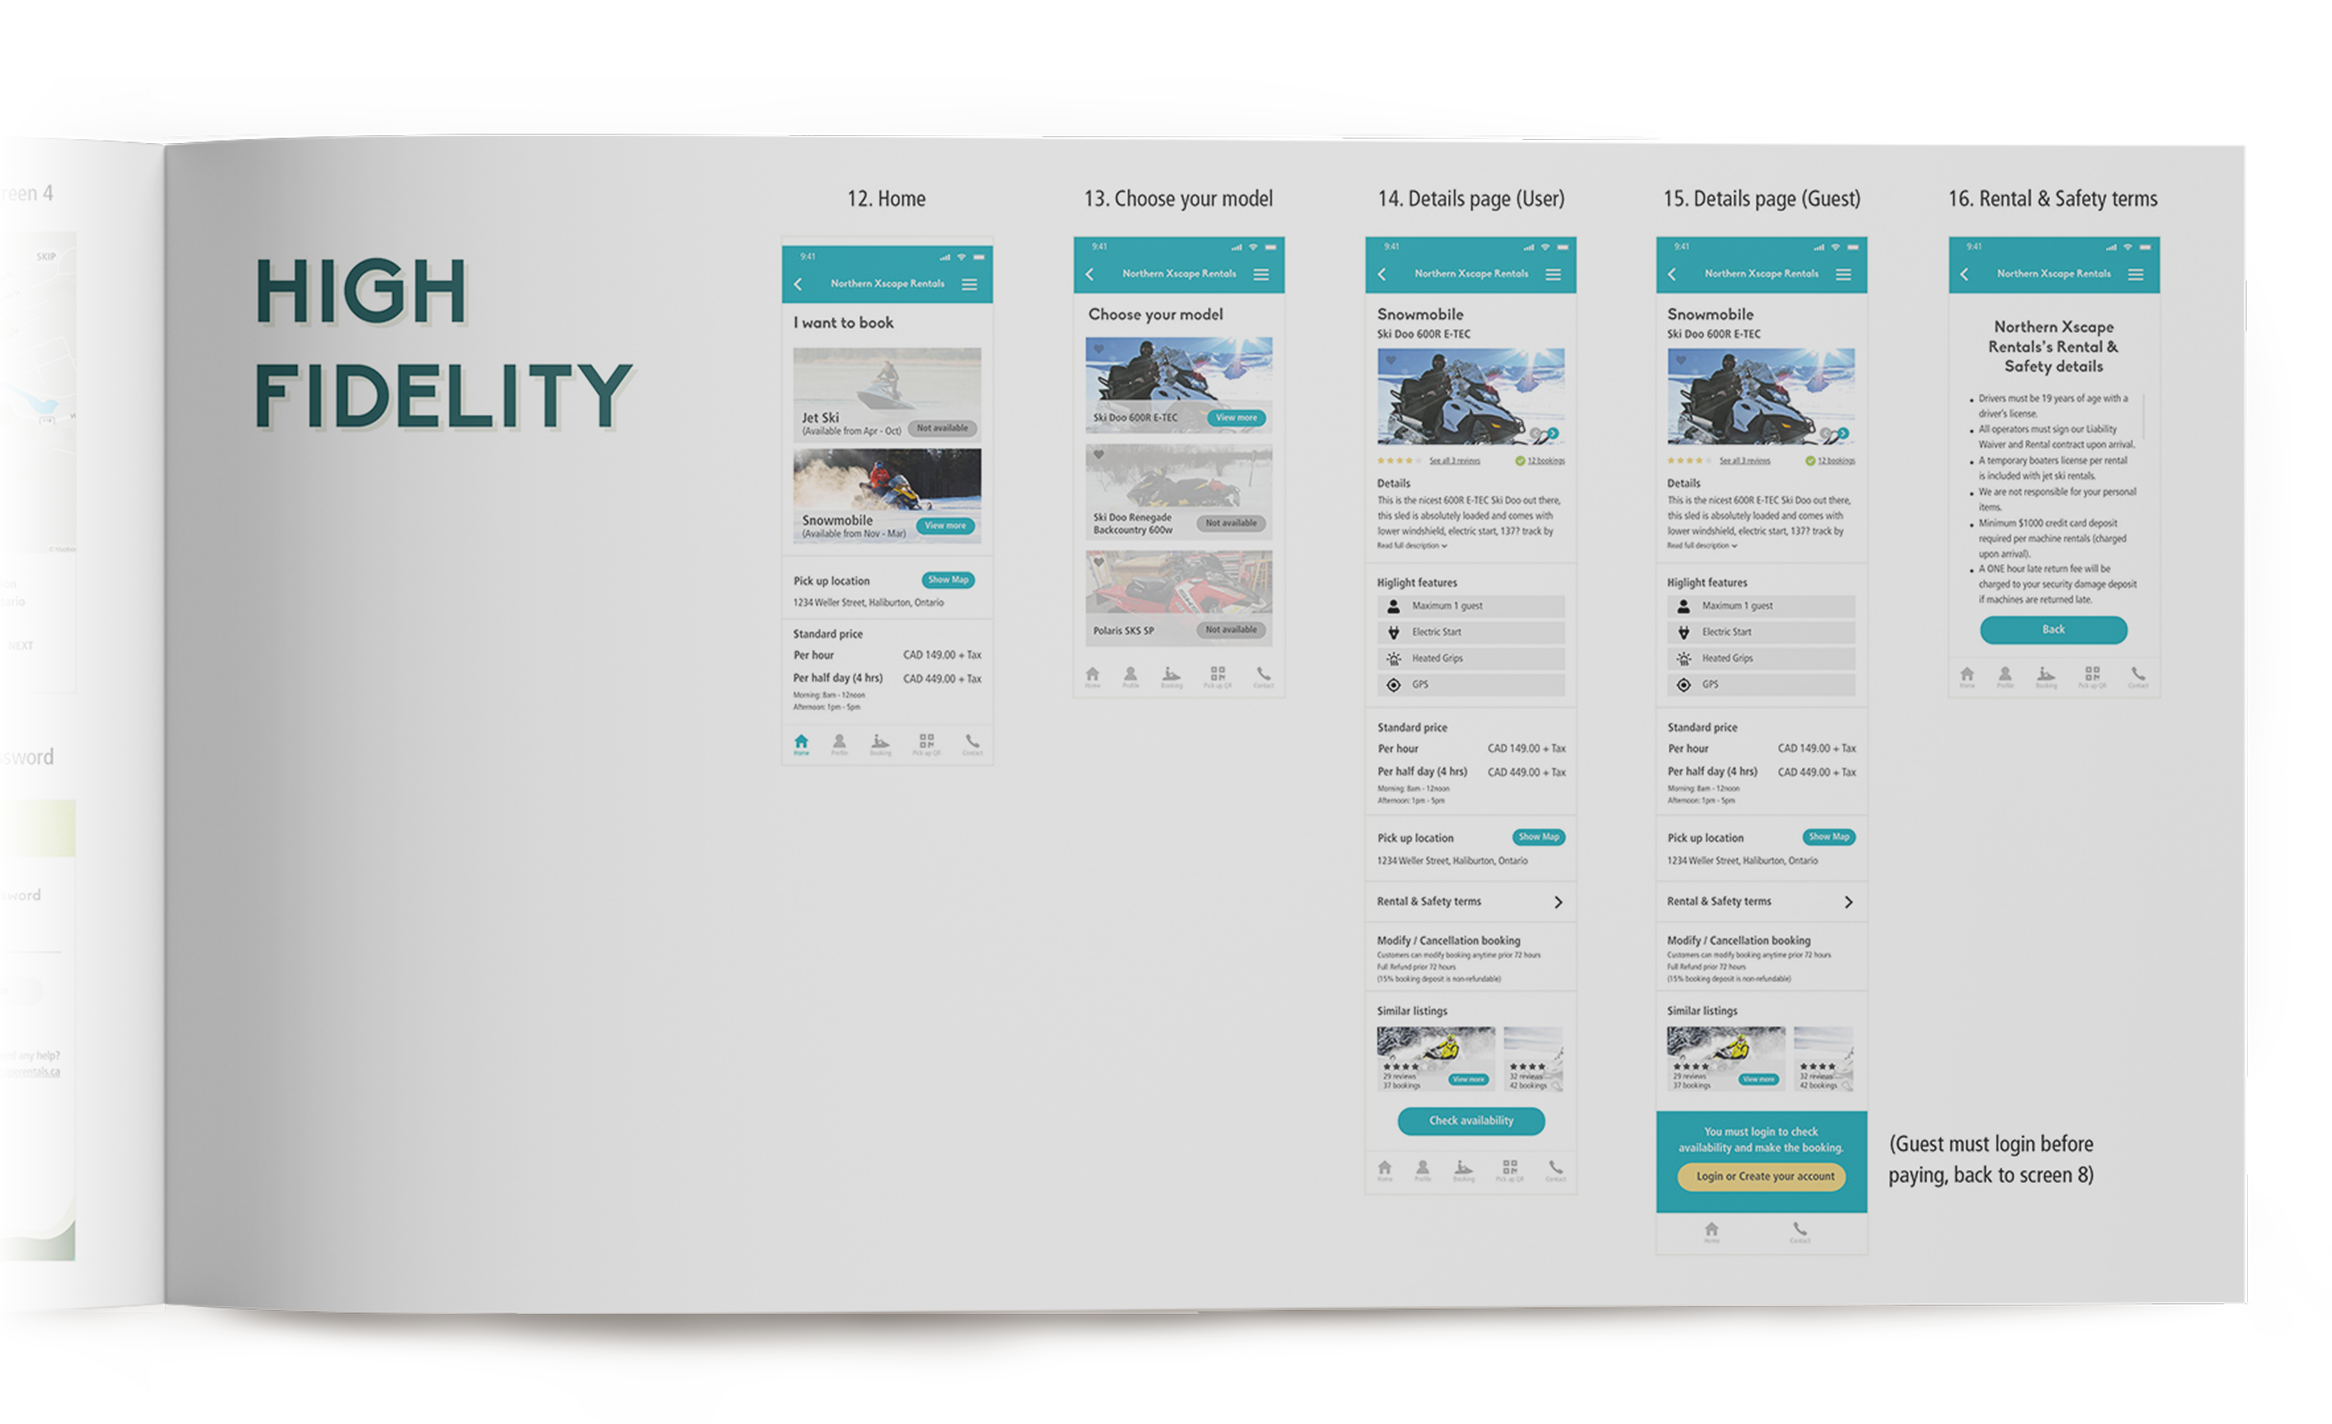 reen 4
SKIP
NEXT
ssword
sword
any help?
rentals.ca
HIGH
FIDELITY
12. Home
9:41
Northern Xscape Rentals
I want to book
Jet Ski
(Available from Apr - Oct)
Not available
Snowmobile
(Available from Nov - Mar)
View more
Pick up location
Show Map
1234 Weller Street, Haliburton, Ontario
Standard price
Per hour CAD 149.00 + Tax
Per half day (4 hrs) CAD 449.00 + Tax
Morning: 8am - 12noon
Afternoon: 1pm - 5pm
Home Profile Booking Pick up QR Contact
13. Choose your model
9:41
Northern Xscape Rentals
Choose your model
Ski Doo 600R E-TEC
View more
Ski Doo Renegade
Backcountry 600w
Not available
Polaris SKS SP
Not available
Home Profile Booking Pick up QR Contact
14. Details page (User)
9:41
Northern Xscape Rentals
Snowmobile
Ski Doo 600R E-TEC
See all 3 reviews 12 bookings
Details
This is the nicest 600R E-TEC Ski Doo out there,
this sled is absolutely loaded and comes with
lower windshield, electric start, 137? track by
Read full description
Higlight features
Maximum 1 guest
Electric Start
Heated Grips
GPS
Standard price
Per hour CAD 149.00 + Tax
Per half day (4 hrs) CAD 449.00 + Tax
Morning: 8am - 12noon
Afternoon: 1pm - 5pm
Pick up location
Show Map
1234 Weller Street, Haliburton, Ontario
Rental & Safety terms
Modify / Cancellation booking
Customers can modify booking anytime prior 72 hours
Full Refund prior 72 hours
(15% booking deposit is non-refundable)
Similar listings
29 reviews
37 bookings
View more
32 reviews
42 bookings
Check availability
Home Profile Booking Pick up QR Contact
15. Details page (Guest)
9:41
Northern Xscape Rentals
Snowmobile
Ski Doo 600R E-TEC
See all 3 reviews 12 bookings
Details
This is the nicest 600R E-TEC Ski Doo out there,
this sled is absolutely loaded and comes with
lower windshield, electric start, 137? track by
Read full description
Higlight features
Maximum 1 guest
Electric Start
Heated Grips
GPS
Standard price
Per hour CAD 149.00 + Tax
Per half day (4 hrs) CAD 449.00 + Tax
Morning: 8am - 12noon
Afternoon: 1pm - 5pm
Pick up location
Show Map
1234 Weller Street, Haliburton, Ontario
Rental & Safety terms
Modify / Cancellation booking
Customers can modify booking anytime prior 72 hours
Full Refund prior 72 hours
(15% booking deposit is non-refundable)
Similar listings
29 reviews
37 bookings
View more
32 reviews
42 bookings
You must login to check
availability and make the booking.
Login or Create your account
Home Contact
(Guest must login before
paying, back to screen 8)
16. Rental & Safety terms
9:41
Northern Xscape Rentals
Northern Xscape
Rentals's Rental &
Safety details
• Drivers must be 19 years of age with a
driver's license.
• All operators must sign our Liability
Waiver and Rental contract upon arrival.
• A temporary boaters license per rental
is included with jet ski rentals.
• We are not responsible for your personal
items.
• Minimum $1000 credit card deposit
required per machine rentals (charged
upon arrival).
• A ONE hour late return fee will be
charged to your security damage deposit
if machines are returned late.
Back
Home Profile Booking Pick up QR Contact